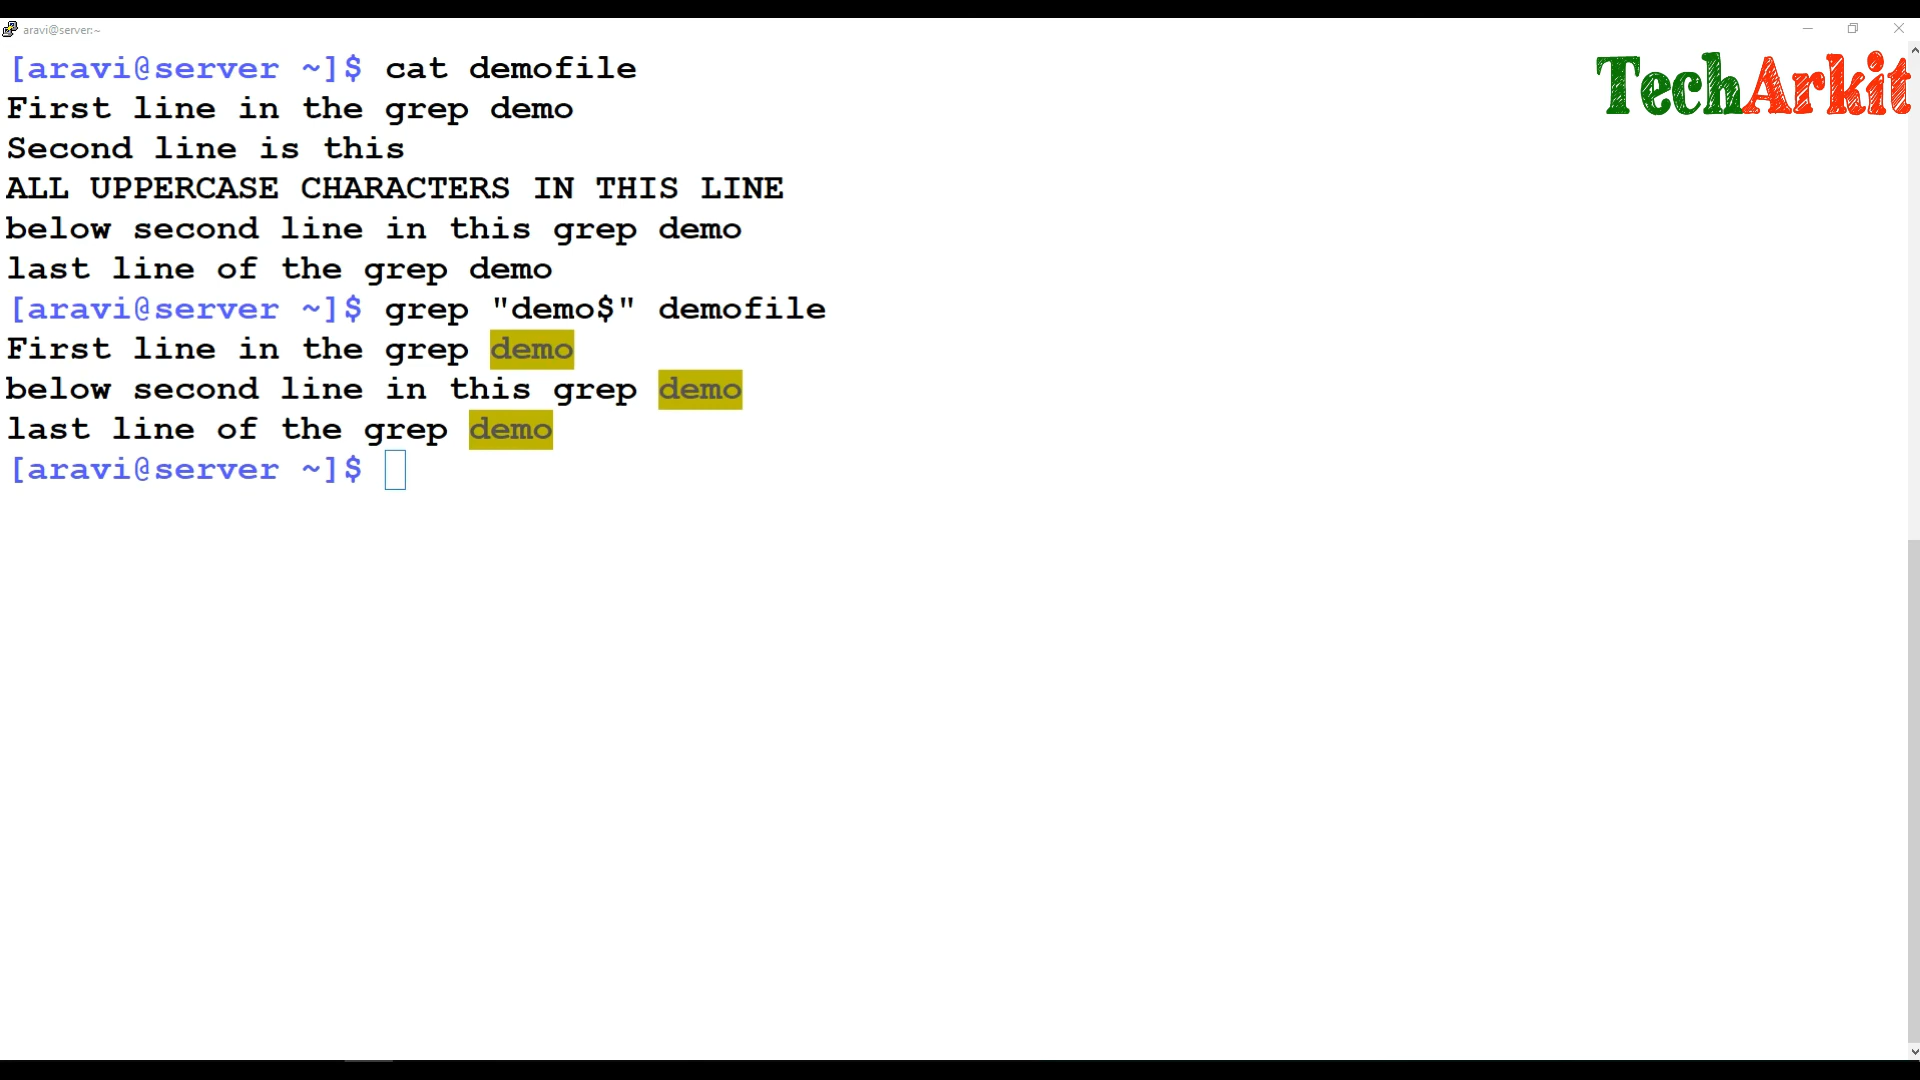 aravi@server:~
TechArkit
[aravi@server ~]$ cat demofile
First line in the grep demo
Second line is this
ALL UPPERCASE CHARACTERS IN THIS LINE
below second line in this grep demo
last line of the grep demo
[aravi@server ~]$ grep "demo$" demofile
First line in the grep demo
below second line in this grep demo
last line of the grep demo
[aravi@server ~]$